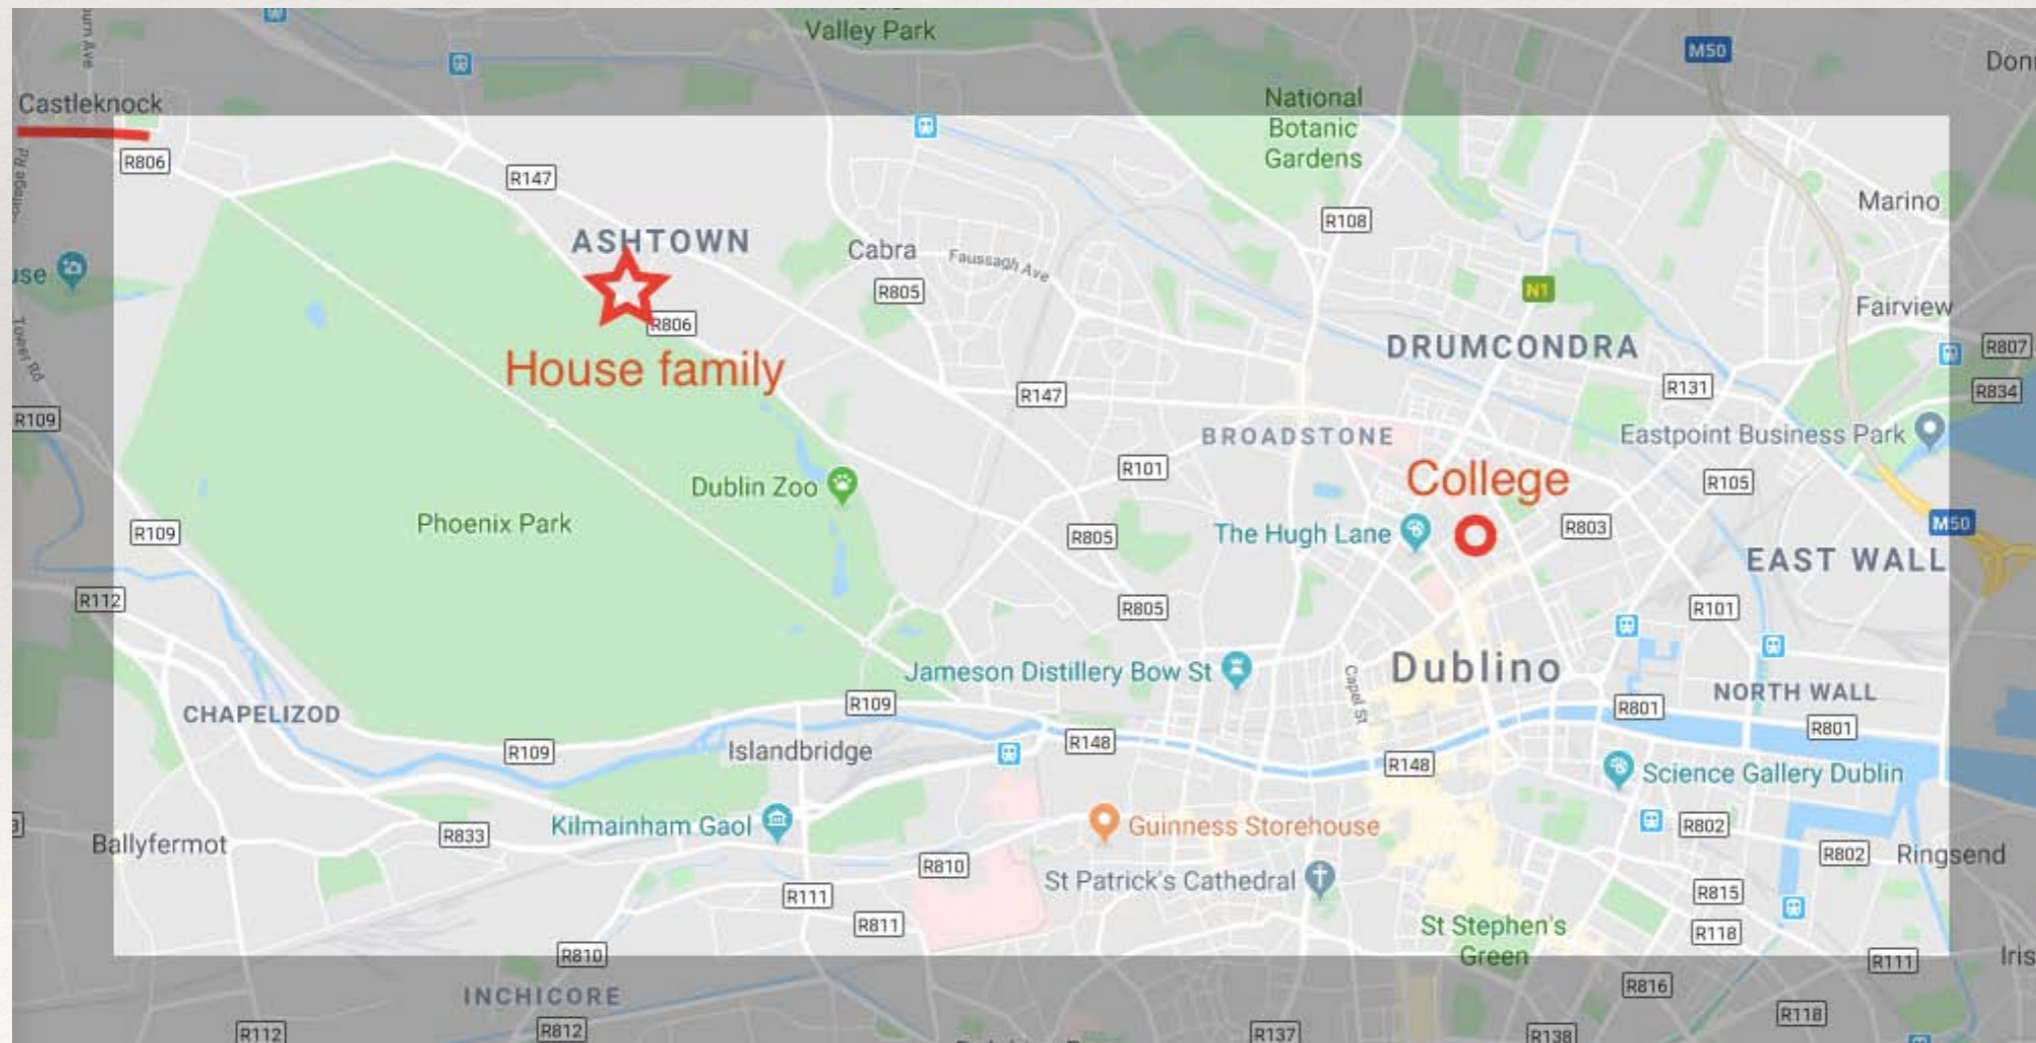 Valley Park
M50
Castleknock
National
Botanic
Gardens
R806
R147
Marino
R108
ASHTOWN
Cabra
Faussagh Ave
R805
N1
Fairview
R806
DRUMCONDRA
R807
House family
R131
R834
R147
R109
BROADSTONE
Eastpoint Business Park
R101
College
R105
Dublin Zoo
Phoenix Park
The Hugh Lane
R803
M50
R109
R805
EAST WALL
R112
R805
R101
Jameson Distillery Bow St
Capel St
Dublino
NORTH WALL
CHAPELIZOD
R109
R801
R801
R109
Islandbridge
R148
R148
Science Gallery Dublin
Kilmainham Gaol
Guinness Storehouse
R802
Ballyfermot
R833
R810
R802
Ringsend
St Patrick's Cathedral
R111
R815
R811
St Stephen's
Green
R118
R810
R111
INCHICORE
R816
R118
R112
R812
R137
R138
Tower Rd